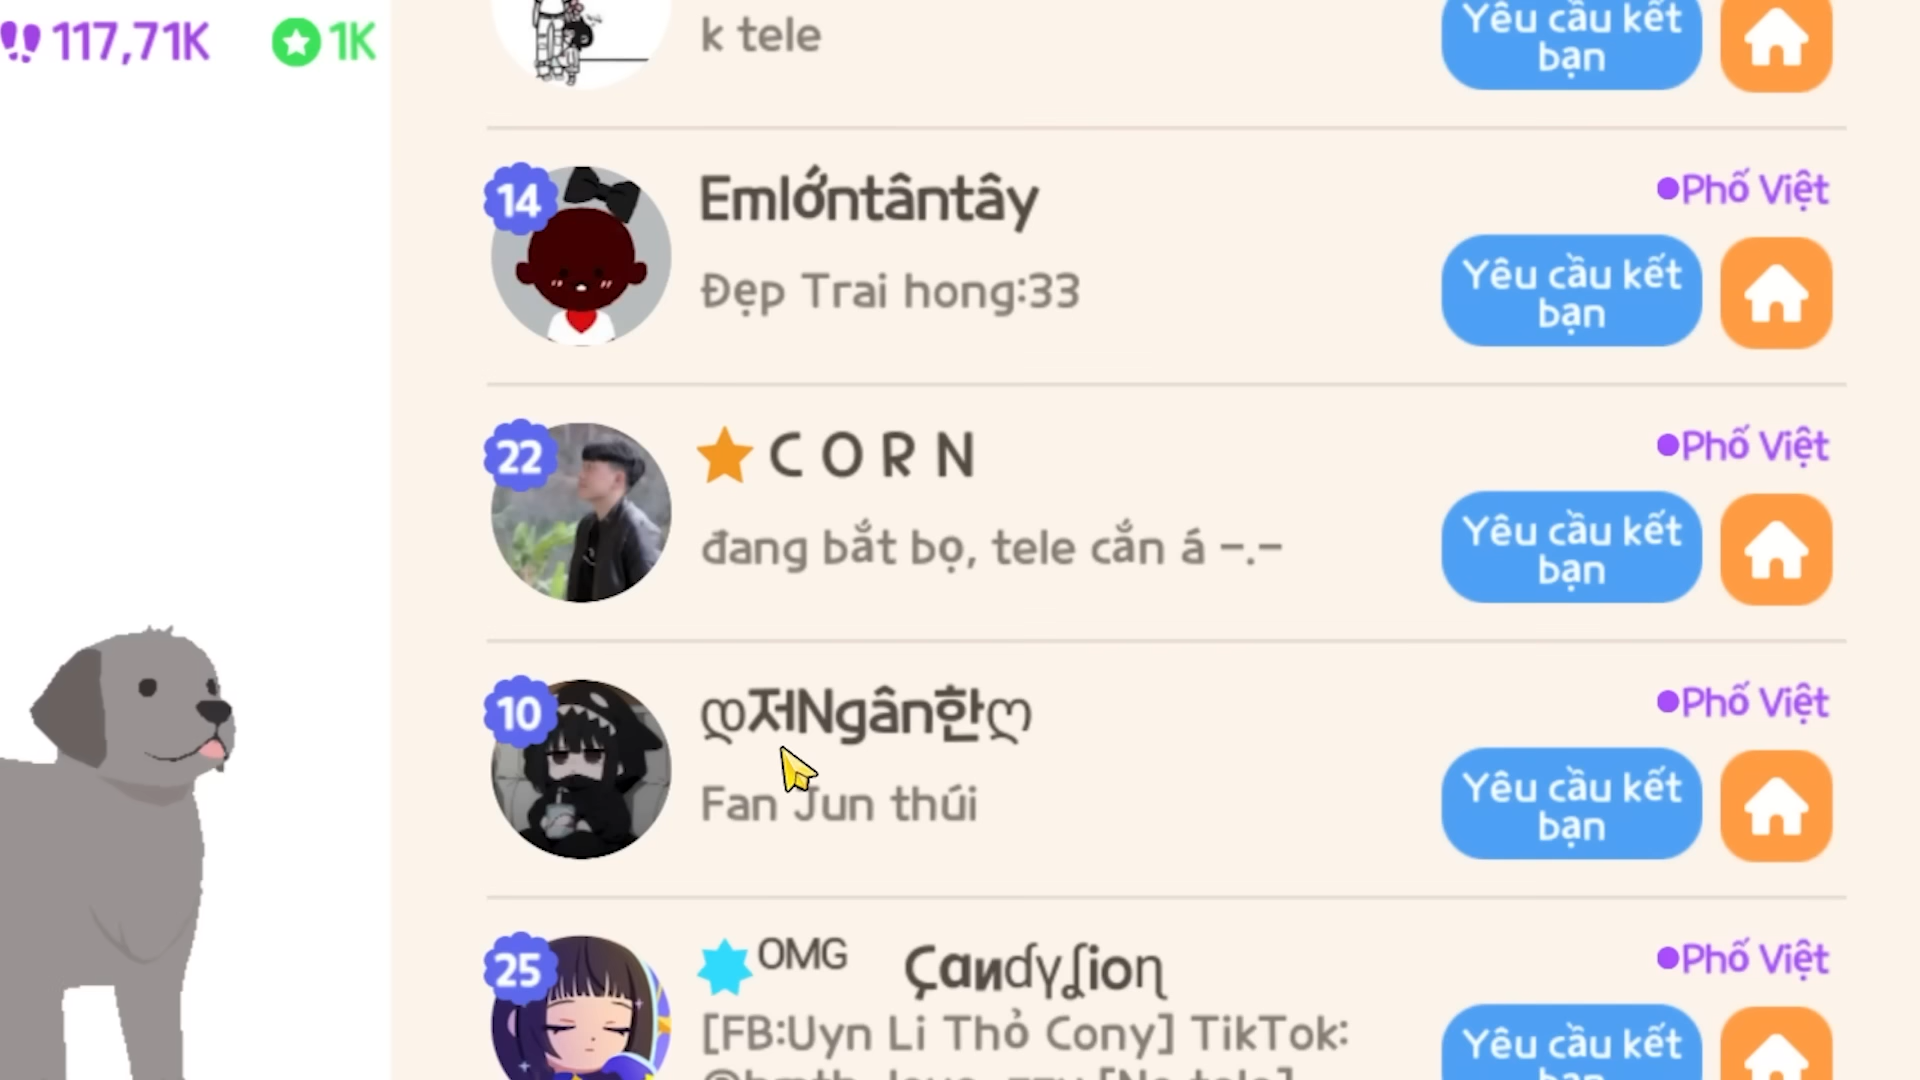 117,71K 1K
k tele
Yêu cầu kết
bạn
14
Emlớntântây
Đẹp Trai hong:33
Phố Việt
Yêu cầu kết
bạn
22
C O R N
đang bắt bọ, tele cắn á -.-
Phố Việt
Yêu cầu kết
bạn
10
ღ저Ngân한ღ
Fan Jun thúi
Phố Việt
Yêu cầu kết
bạn
25
OMG
[FB:Uyn Li Thỏ Cony] TikTok:
Phố Việt
Yêu cầu kết